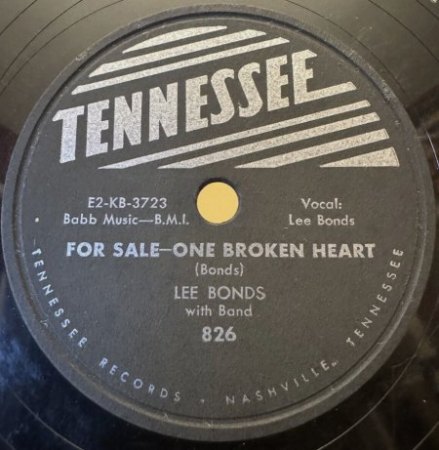 TENNESSEE
E2-KB-3723
Babb Music—B.M.I.
Vocal:
Lee Bonds
FOR SALE—ONE BROKEN HEART
(Bonds)
LEE BONDS
with Band
826
• TENNESSEE RECORDS • NASHVILLE, TENNESSEE •